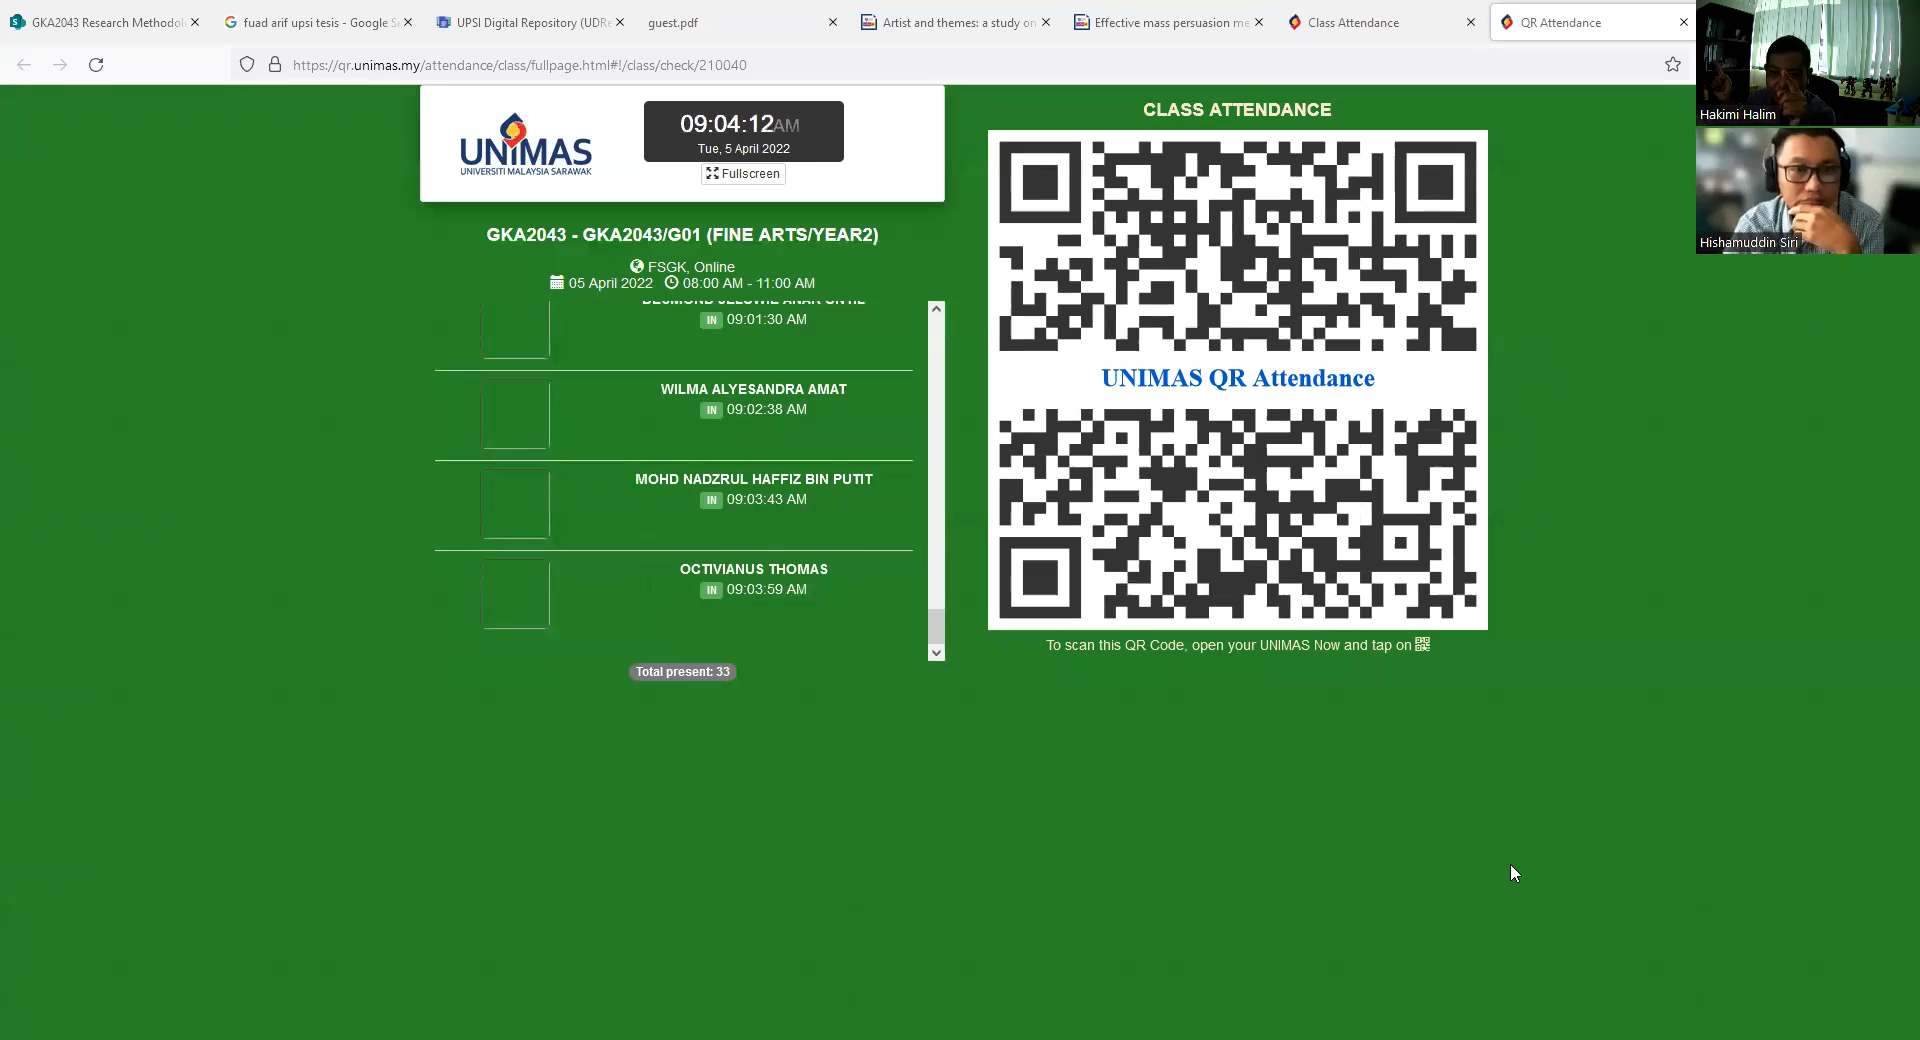 GKA2043 Research Methodol
fuad arif upsi tesis - Google S
UPSI Digital Repository (UDRe
guest.pdf
Artist and themes: a study on
Effective mass persuasion me
Class Attendance
QR Attendance
https://qr.unimas.my/attendance/class/fullpage.html#!/class/check/210040
Hakimi Halim
Hishamuddin Siri
UNIMAS
UNIVERSITI MALAYSIA SARAWAK
09:04:12AM
Tue, 5 April 2022
Fullscreen
GKA2043 - GKA2043/G01 (FINE ARTS/YEAR2)
FSGK, Online
05 April 2022 08:00 AM - 11:00 AM
IN 09:01:30 AM
WILMA ALYESANDRA AMAT
IN 09:02:38 AM
MOHD NADZRUL HAFFIZ BIN PUTIT
IN 09:03:43 AM
OCTIVIANUS THOMAS
IN 09:03:59 AM
Total present: 33
CLASS ATTENDANCE
UNIMAS QR Attendance
To scan this QR Code, open your UNIMAS Now and tap on